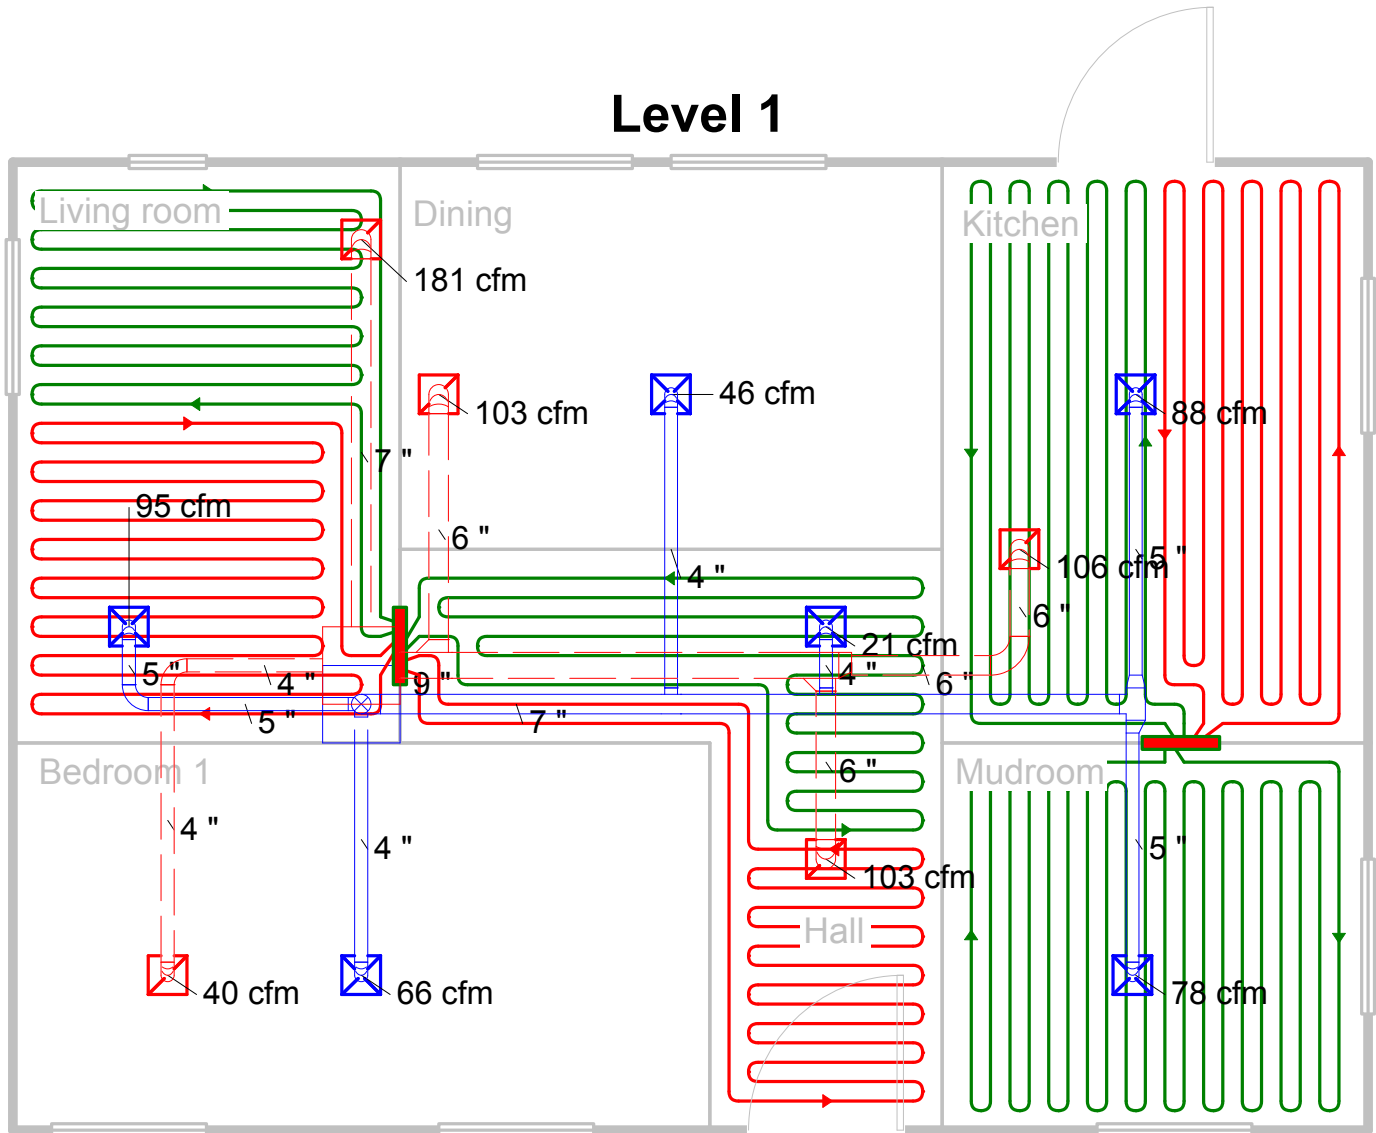 Level 1
Living room
Dining
Kitchen
181 cfm
103 cfm
46 cfm
88 cfm
7 "
95 cfm
6 "
4 "
106 cfm
5 "
6 "
21 cfm
5 "
4 "
9 "
4 "
6 "
5 "
7 "
Bedroom 1
6 "
Mudroom
4 "
4 "
5 "
103 cfm
Hall
40 cfm
66 cfm
78 cfm